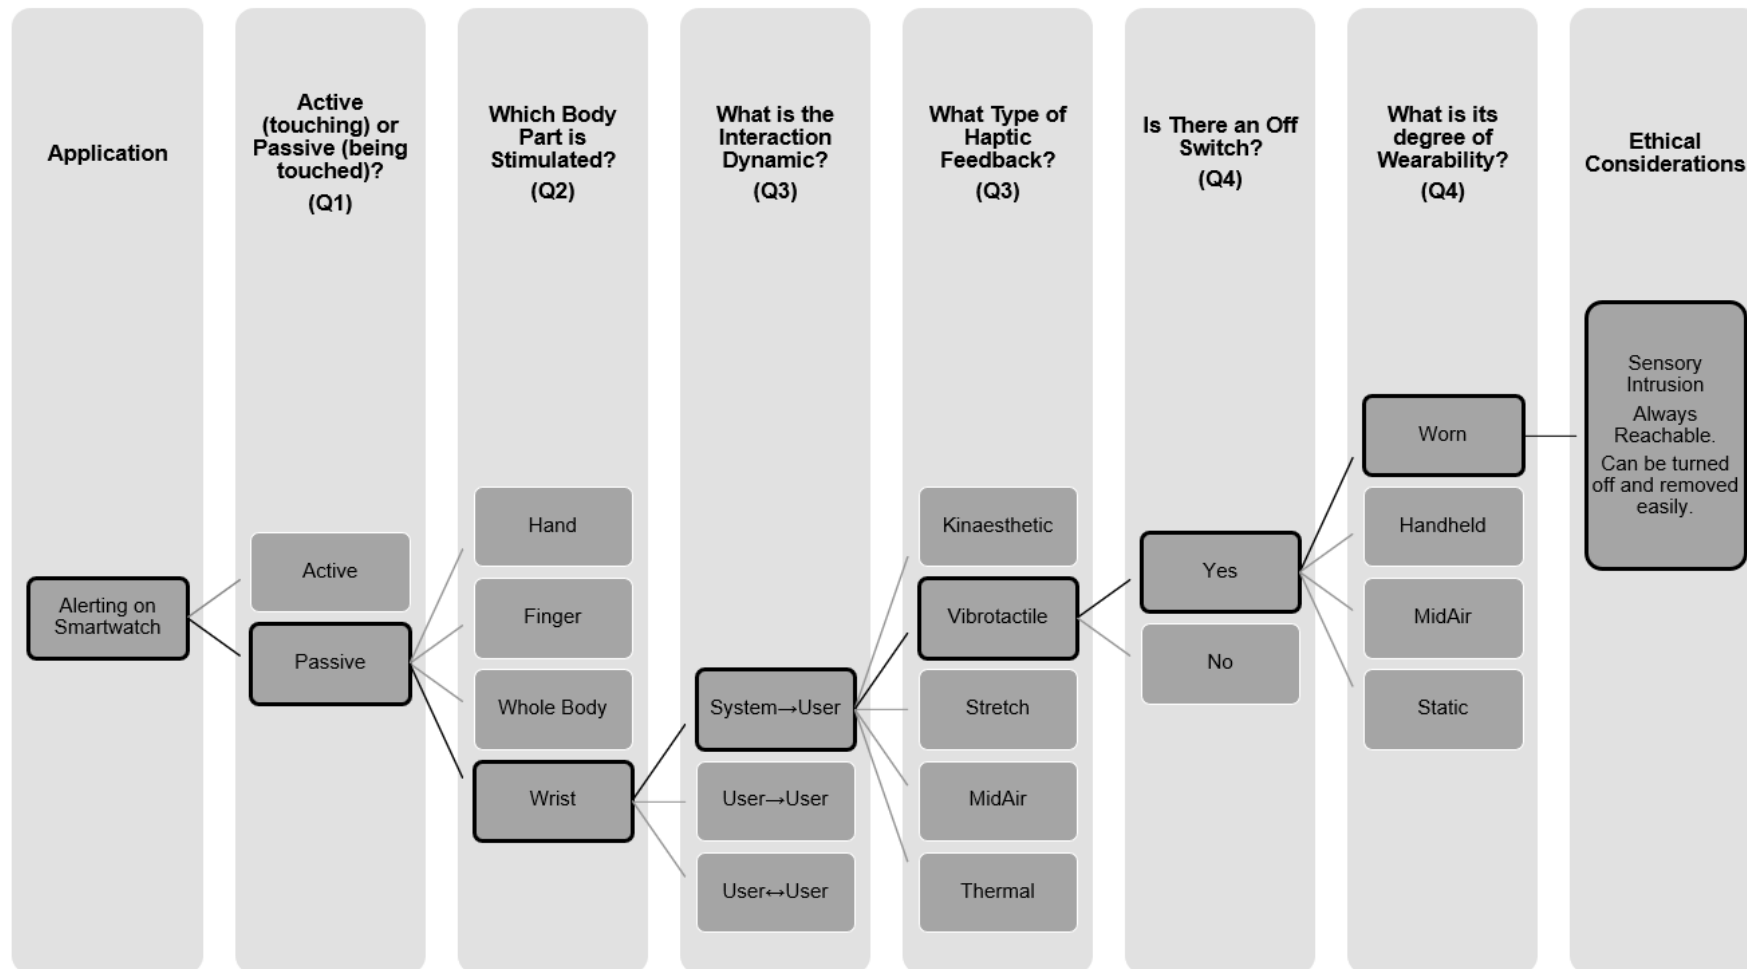 Application
Active
(touching) or
Passive (being
touched)?
(Q1)
Which Body
Part is
Stimulated?
(Q2)
What is the
Interaction
Dynamic?
(Q3)
What Type of
Haptic
Feedback?
(Q3)
Is There an Off
Switch?
(Q4)
What is its
degree of
Wearability?
(Q4)
Ethical
Considerations
Alerting on
Smartwatch
Active
Passive
Hand
Finger
Whole Body
Wrist
System→User
User→User
User↔User
Kinaesthetic
Vibrotactile
Stretch
MidAir
Thermal
Yes
No
Worn
Handheld
MidAir
Static
Sensory
Intrusion
Always
Reachable.
Can be turned
off and removed
easily.